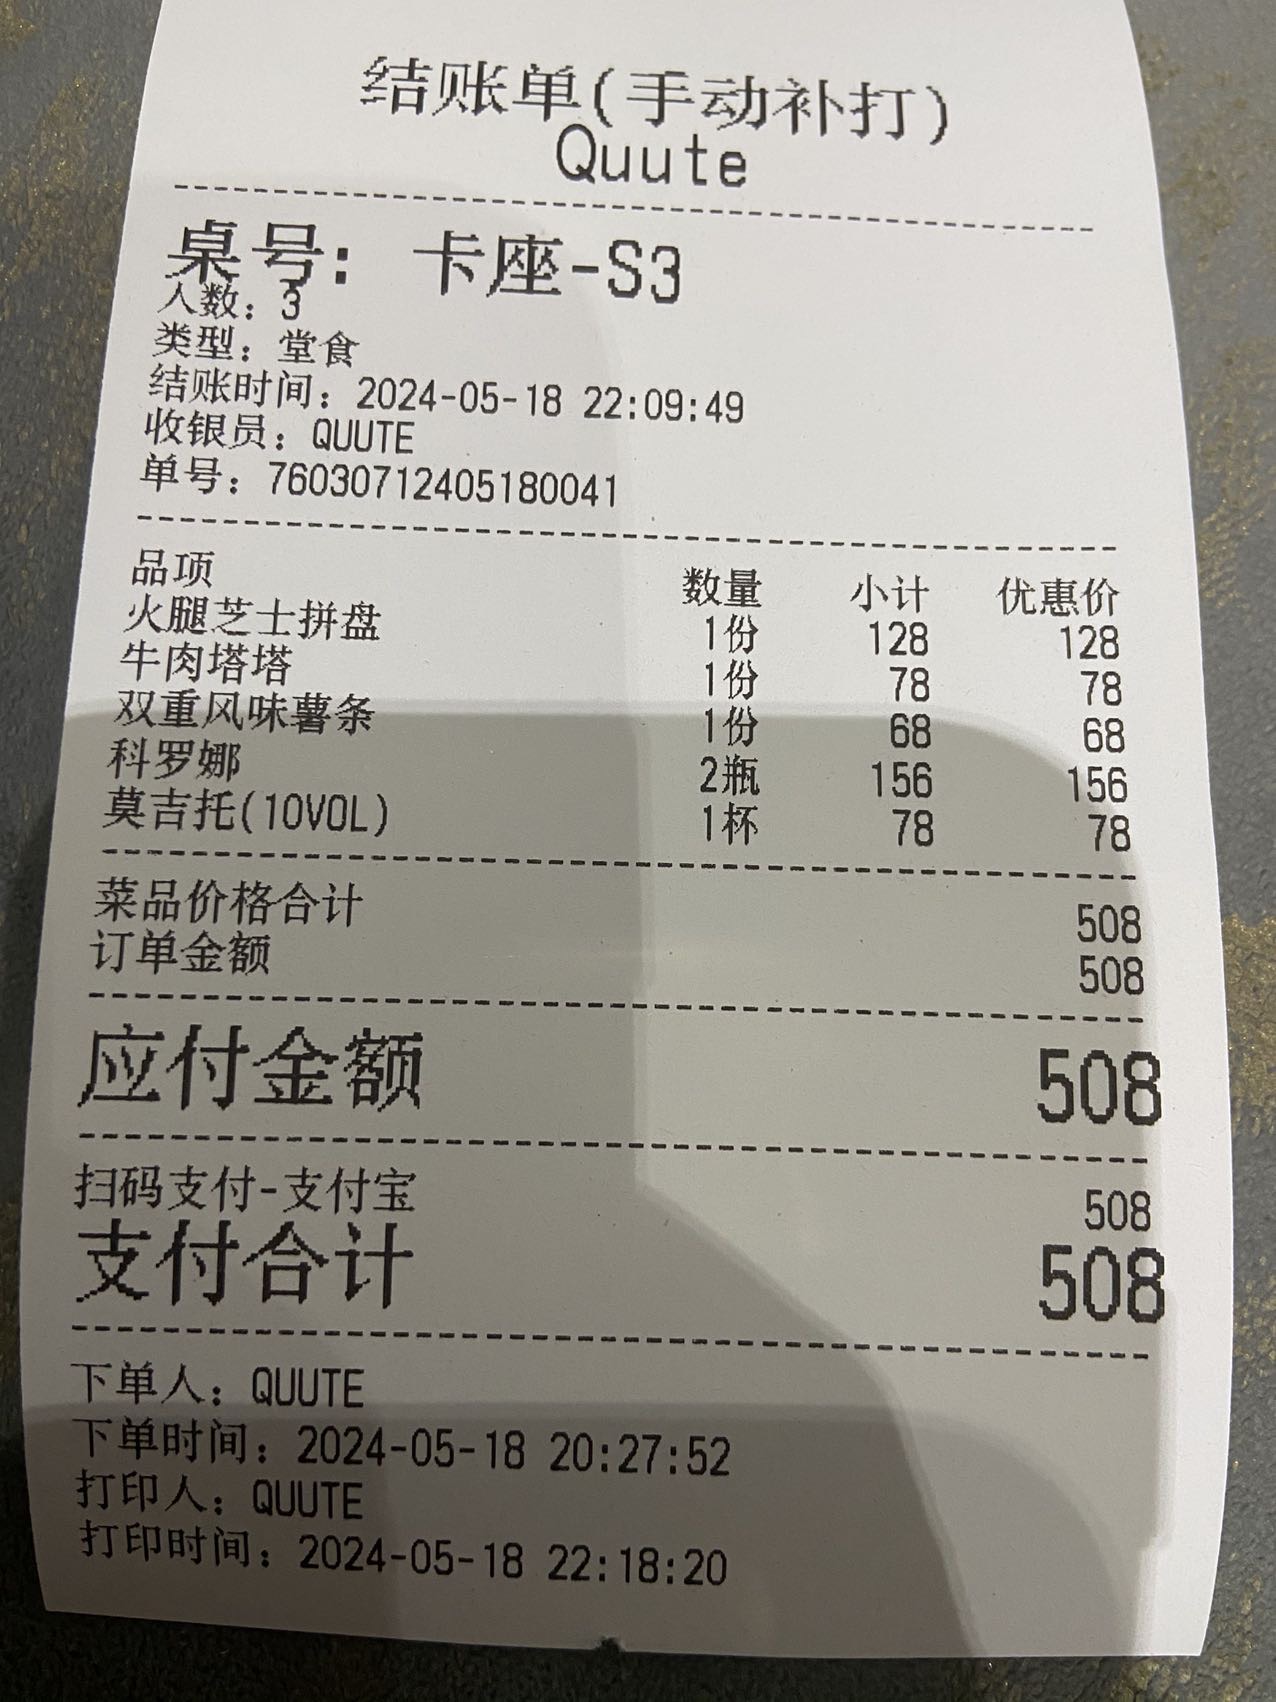 结账单(手动补打)
Quute
桌号: 卡座-S3
人数: 3
类型: 堂食
结账时间: 2024-05-18 22:09:49
收银员: QUUTE
单号: 76030712405180041
品项 数量 小计 优惠价
火腿芝士拼盘 1份 128 128
牛肉塔塔 1份 78 78
双重风味薯条 1份 68 68
科罗娜 2瓶 156 156
莫吉托(10VOL) 1杯 78 78
菜品价格合计 508
订单金额 508
应付金额 508
扫码支付-支付宝 508
支付合计 508
下单人: QUUTE
下单时间: 2024-05-18 20:27:52
打印人: QUUTE
打印时间: 2024-05-18 22:18:20